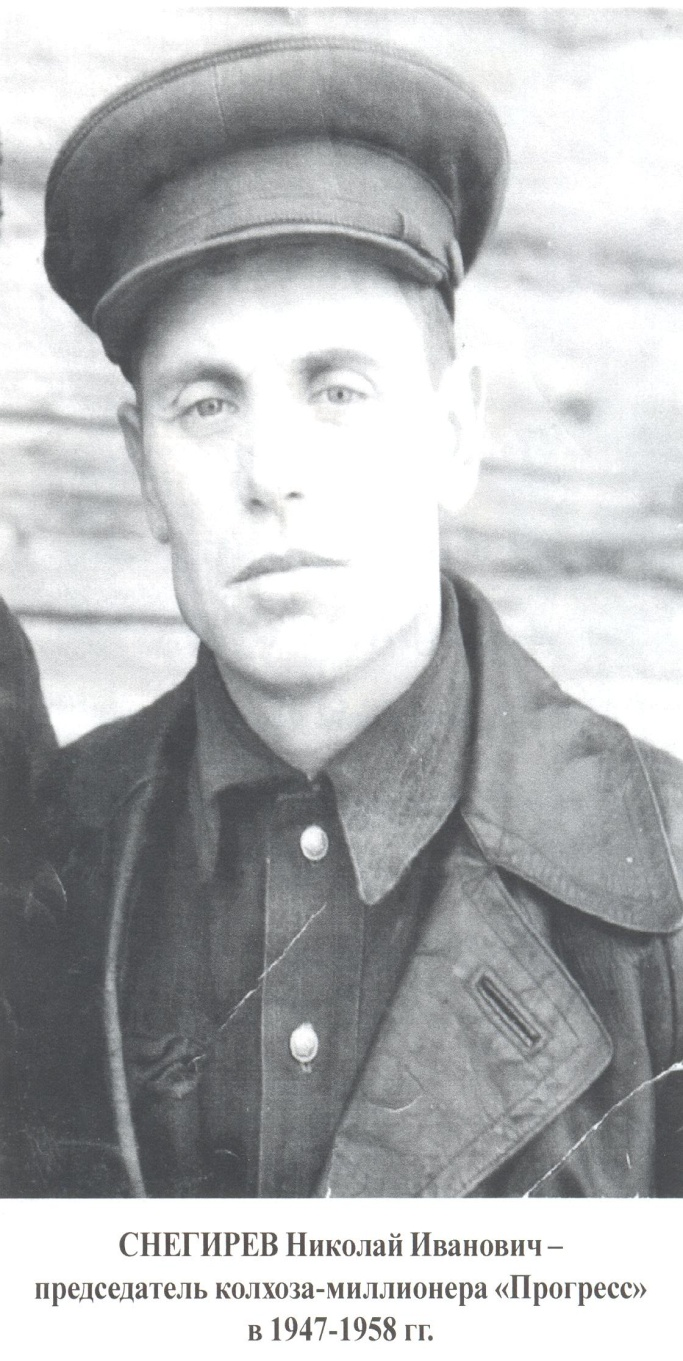 СНЕГИРЕВ Николай Иванович –
председатель колхоза-миллионера «Прогресс»
в 1947-1958 гг.